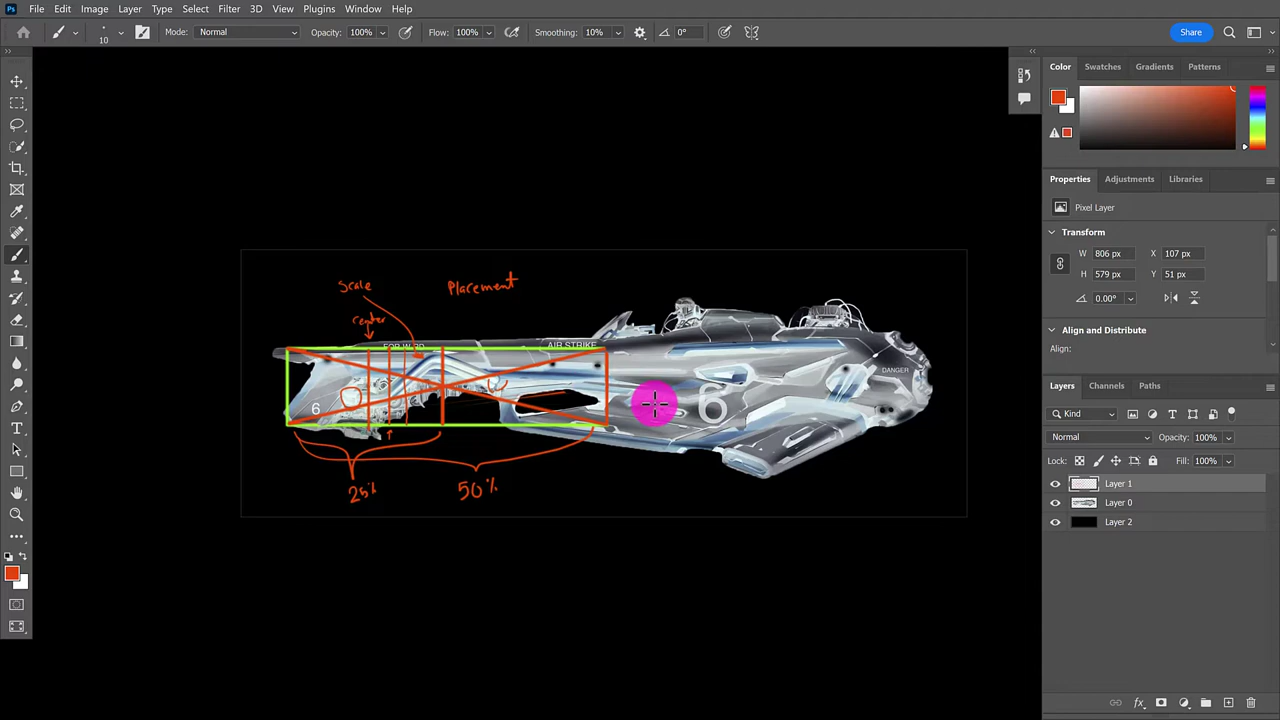 Ps File Edit Image Layer Type Select Filter 3D View Plugins Window Help
10 Mode: Normal Opacity: 100% Flow: 100% Smoothing: 10% 0° Share
Color Swatches Gradients Patterns
Properties Adjustments Libraries
Pixel Layer
Transform
W 806 px X 107 px
H 579 px Y 51 px
0.00°
Align and Distribute
Align:
Layers Channels Paths
Kind
Normal Opacity: 100%
Lock: Fill: 100%
Layer 1
Layer 0
Layer 2
Scale Placement
center
AIR STRIKE
DANGER
6
6
25%
50%